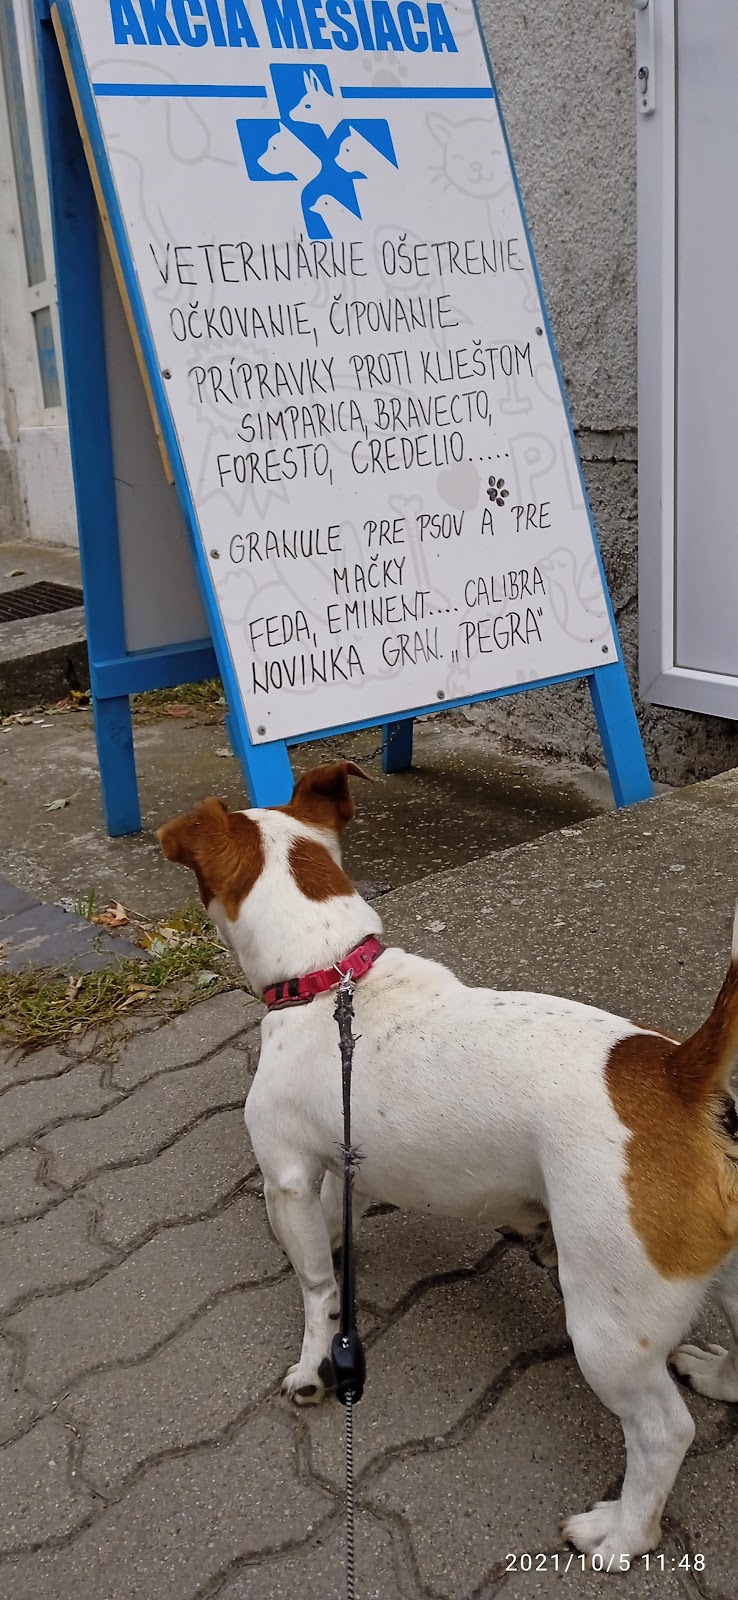 AKCIA MESIACA
VETERINÁRNE OŠETRENIE
OČKOVANIE, ČIPOVANIE
PRÍPRAVKY PROTI KLIEŠTOM
SIMPARICA, BRAVECTO,
FORESTO, CREDELIO.....
GRANULE PRE PSOV A PRE
MAČKY
FEDA, EMINENT.... CALIBRA
NOVINKA GRAN. „PEGRA"
2021/10/5 11:48